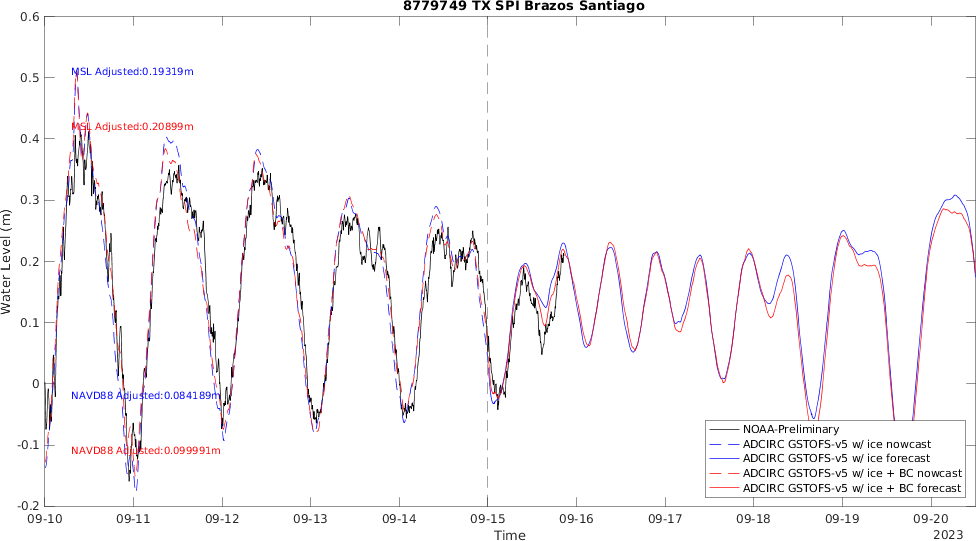 8779749 TX SPI Brazos Santiago
0.6
0.5
0.4
0.3
0.2
0.1
0
-0.1
-0.2
Water Level (m)
MSL Adjusted:0.19319m
MSL Adjusted:0.20899m
NAVD88 Adjusted:0.084189m
NAVD88 Adjusted:0.099991m
NOAA-Preliminary
ADCIRC GSTOFS-v5 w/ ice nowcast
ADCIRC GSTOFS-v5 w/ ice forecast
ADCIRC GSTOFS-v5 w/ ice + BC nowcast
ADCIRC GSTOFS-v5 w/ ice + BC forecast
09-10 09-11 09-12 09-13 09-14 09-15 09-16 09-17 09-18 09-19 09-20
Time
2023